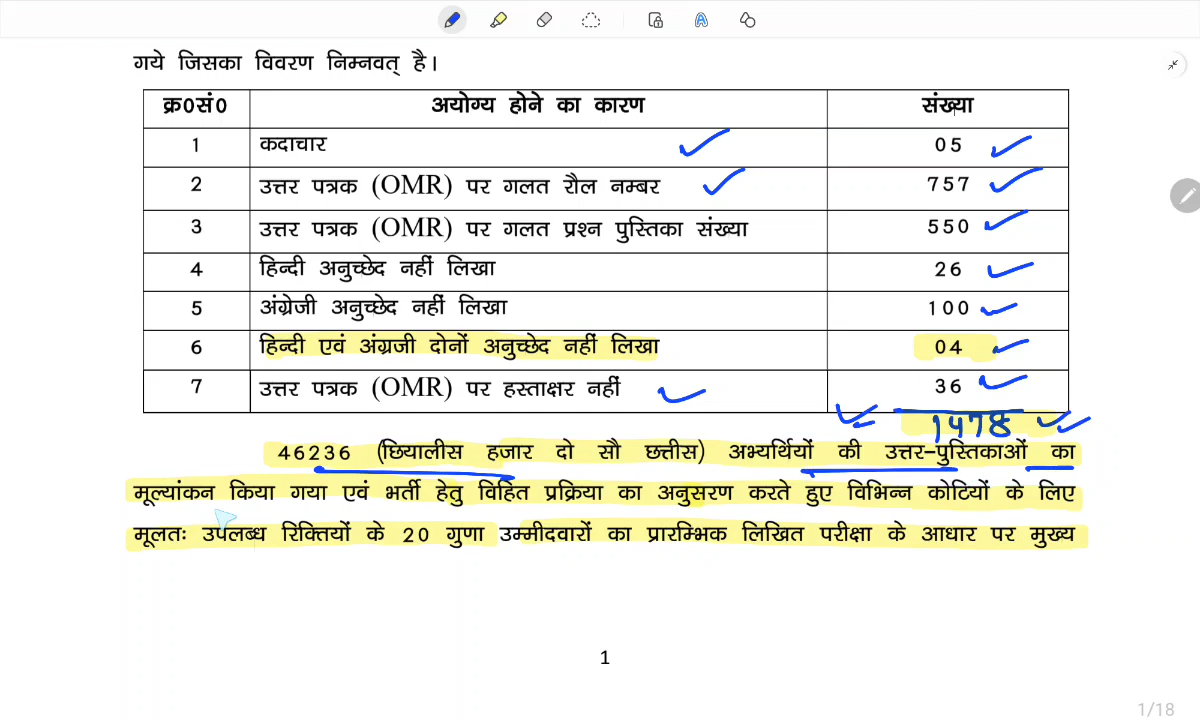 गये जिसका विवरण निम्नवत् है।
क्र0सं0 अयोग्य होने का कारण संख्या
1 कदाचार 05
2 उत्तर पत्रक (OMR) पर गलत रौल नम्बर 757
3 उत्तर पत्रक (OMR) पर गलत प्रश्न पुस्तिका संख्या 550
4 हिन्दी अनुच्छेद नहीं लिखा 26
5 अंग्रेजी अनुच्छेद नहीं लिखा 100
6 हिन्दी एवं अंग्रजी दोनों अनुच्छेद नहीं लिखा 04
7 उत्तर पत्रक (OMR) पर हस्ताक्षर नहीं 36
1478
46236 (छियालीस हजार दो सौ छत्तीस) अभ्यर्थियों की उत्तर-पुस्तिकाओं का
मूल्यांकन किया गया एवं भर्ती हेतु विहित प्रक्रिया का अनुसरण करते हुए विभिन्न कोटियों के लिए
मूलतः उपलब्ध रिक्तियों के 20 गुणा उम्मीदवारों का प्रारम्भिक लिखित परीक्षा के आधार पर मुख्य
1
1/18